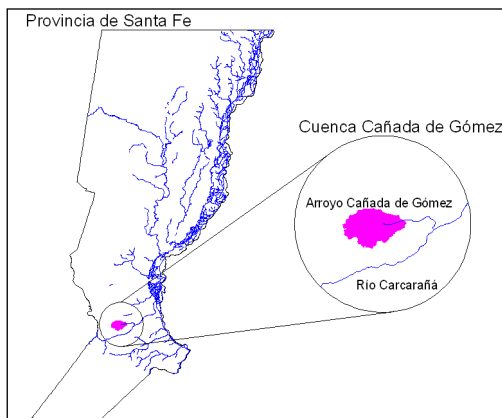 Provincia de Santa Fe
Cuenca Cañada de Gómez
Arroyo Cañada de Gómez
Río Carcarañá